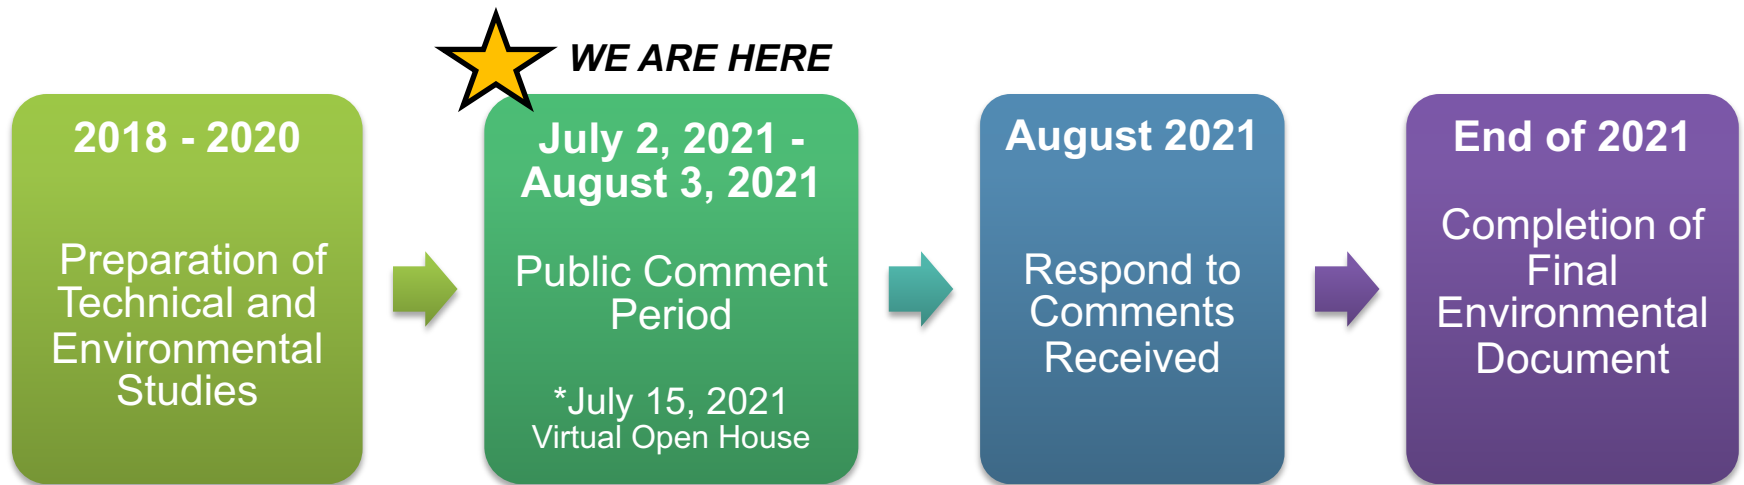 WE ARE HERE
2018 - 2020
Preparation of
Technical and
Environmental
Studies
July 2, 2021 -
August 3, 2021
Public Comment
Period
*July 15, 2021
Virtual Open House
August 2021
Respond to
Comments
Received
End of 2021
Completion of
Final
Environmental
Document